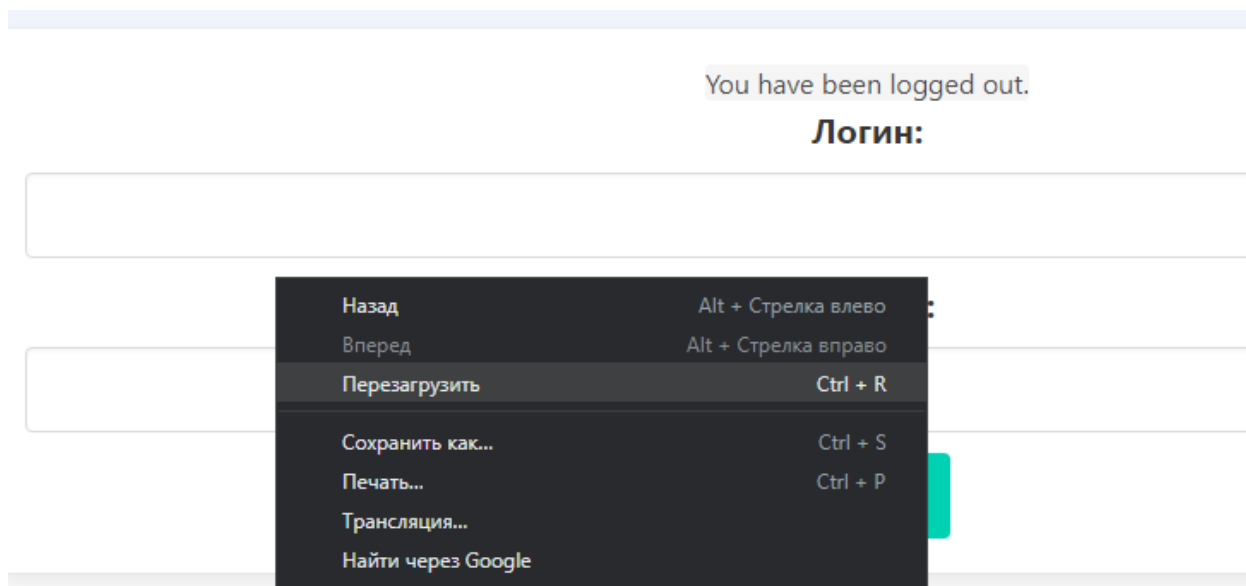 You have been logged out.
Логин:
:
Назад Alt + Стрелка влево
Вперед Alt + Стрелка вправо
Перезагрузить Ctrl + R
Сохранить как... Ctrl + S
Печать... Ctrl + P
Трансляция...
Найти через Google